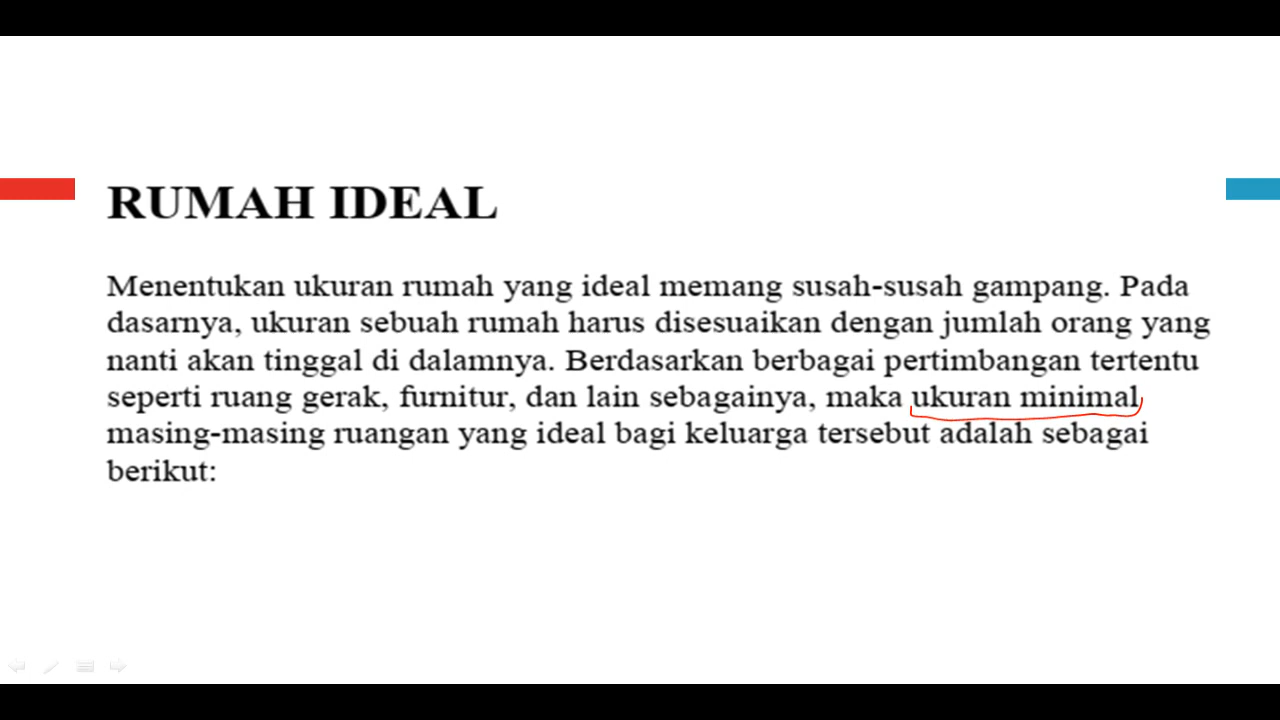 RUMAH IDEAL
Menentukan ukuran rumah yang ideal memang susah-susah gampang. Pada
dasarnya, ukuran sebuah rumah harus disesuaikan dengan jumlah orang yang
nanti akan tinggal di dalamnya. Berdasarkan berbagai pertimbangan tertentu
seperti ruang gerak, furnitur, dan lain sebagainya, maka ukuran minimal
masing-masing ruangan yang ideal bagi keluarga tersebut adalah sebagai
berikut: